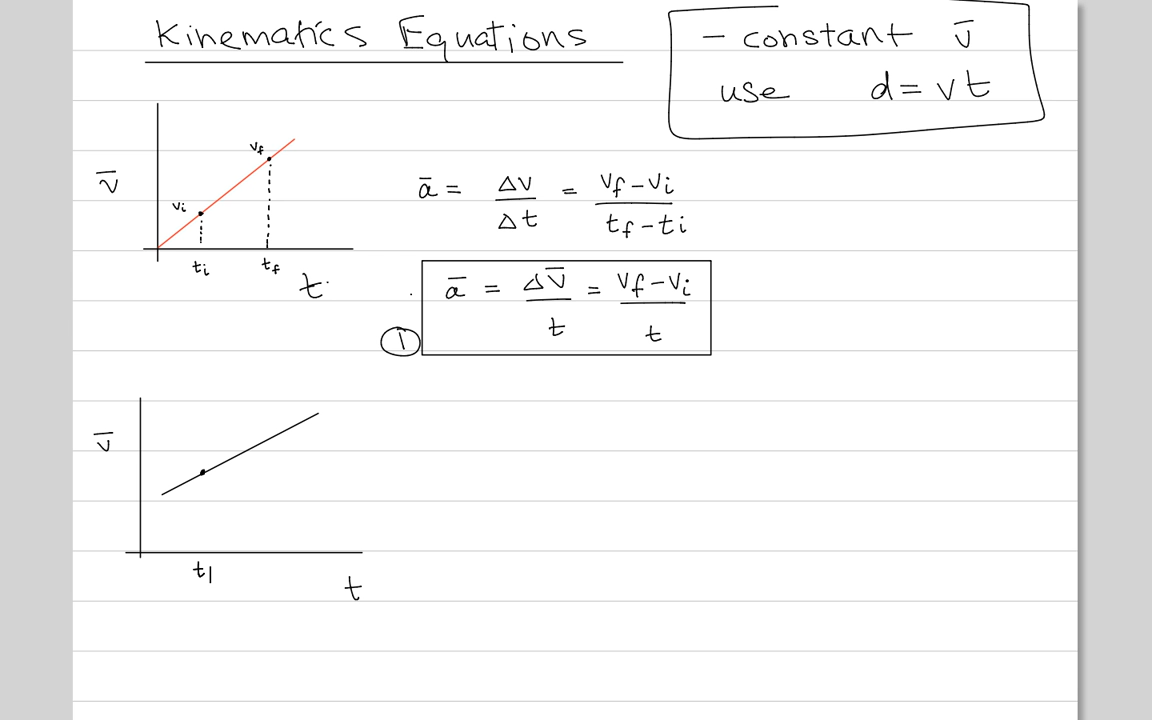 Kinematics Equations
- constant v̄
use d = vt
v̄
vi
vf
ti tf
t
ā = Δv/Δt = vf-vi/tf-ti
① ā = Δv̄/t = vf-vi/t
v̄
t1
t